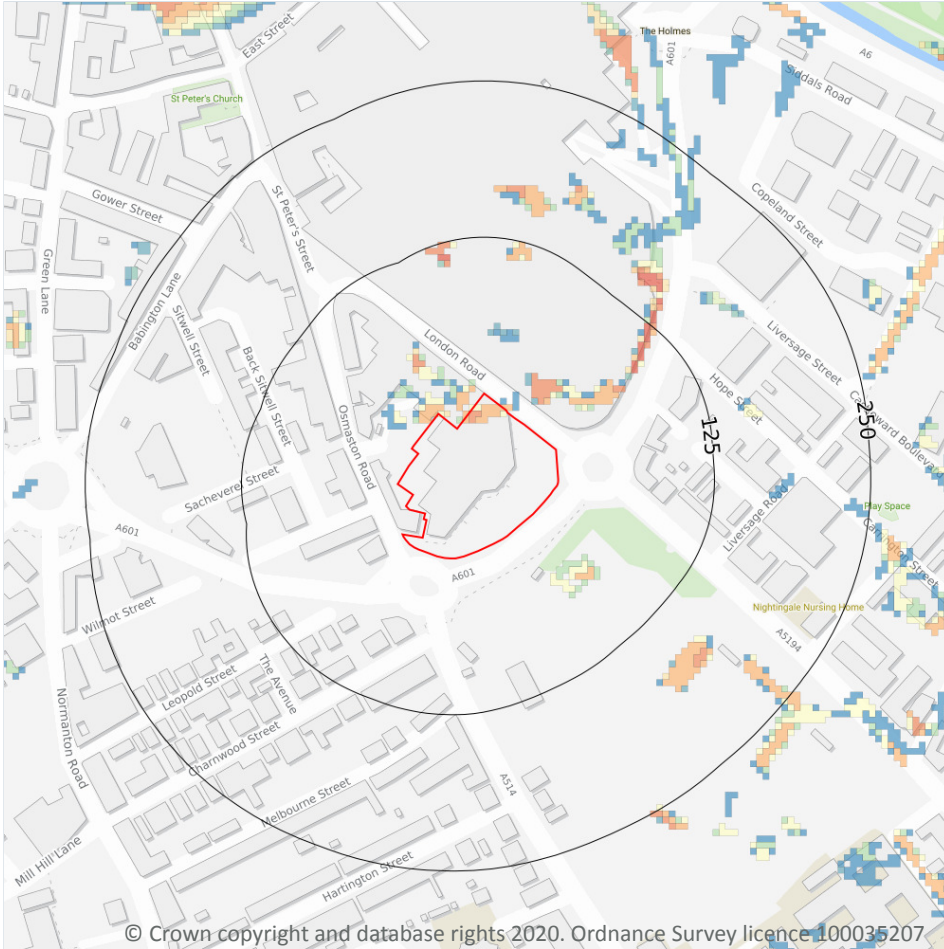 The Holmes
A601
A6
Siddals Road
East Street
St Peter's Church
Gower Street
St Peter's Street
Copeland Street
Green Lane
Babington Lane
Sitwell Street
Back Sitwell Street
London Road
Liversage Street
Hope Street
125
250
Osmaston Road
Sacheverel Street
Liversage Road
Play Space
A601
A601
Wilmot Street
Nightingale Nursing Home
A5194
Leopold Street
The Avenue
Normanton Road
Charnwood Street
Melbourne Street
A514
Mill Hill Lane
Hartington Street
© Crown copyright and database rights 2020. Ordnance Survey licence 100035207.